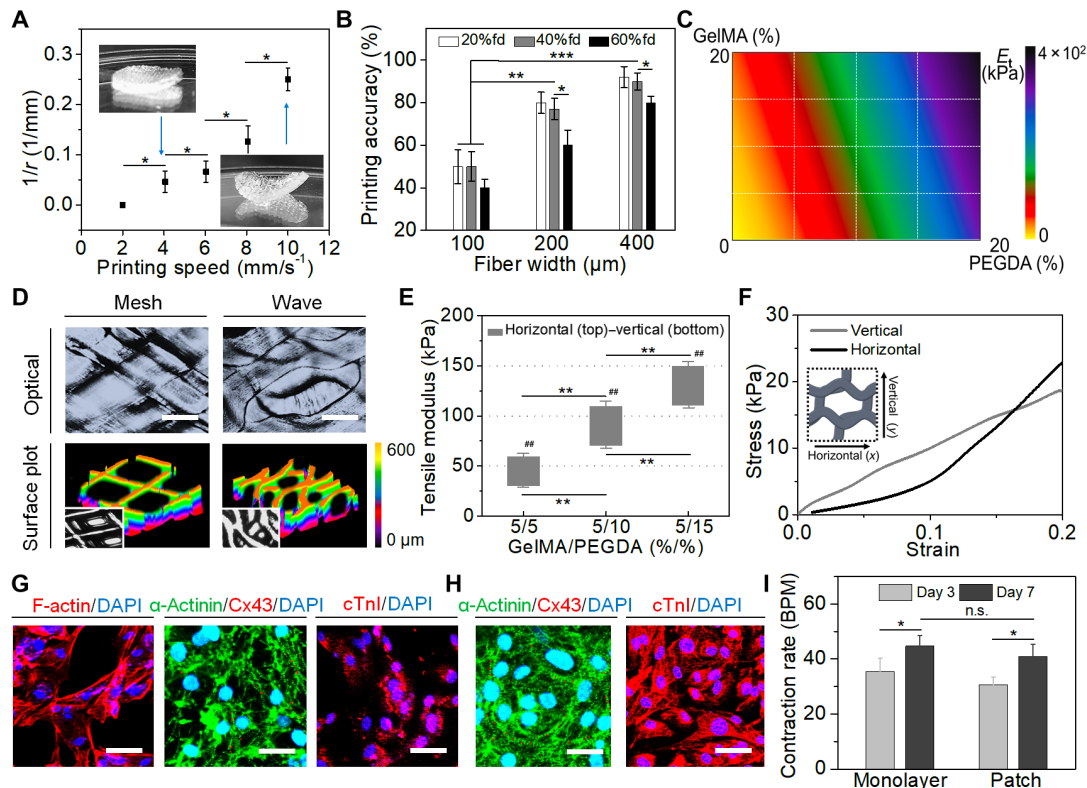 A
0.3
0.2
0.1
0.0
1/r (1/mm)
0 2 4 6 8 10 12
Printing speed (mm/s⁻¹)
*
*
*
*
B
20%fd 40%fd 60%fd
100
80
60
40
20
Printing accuracy (%)
***
**
*
*
100 200 400
Fiber width (µm)
C
GelMA (%)
20
0
20
PEGDA (%)
Et
(kPa)
4 × 10²
0
D
Mesh Wave
Optical
Surface plot
600
0 µm
E
200
150
100
50
0
Tensile modulus (kPa)
Horizontal (top)–vertical (bottom)
**
##
**
##
##
**
**
5/5 5/10 5/15
GelMA/PEGDA (%/%)
F
30
20
10
0
Stress (kPa)
Vertical
Horizontal
Vertical (y)
Horizontal (x)
0.0 0.1 0.2
Strain
G
F-actin/DAPI α-Actinin/Cx43/DAPI cTnI/DAPI
H
α-Actinin/Cx43/DAPI cTnI/DAPI
I
Day 3 Day 7
60
40
20
0
Contraction rate (BPM)
n.s.
*
*
Monolayer Patch